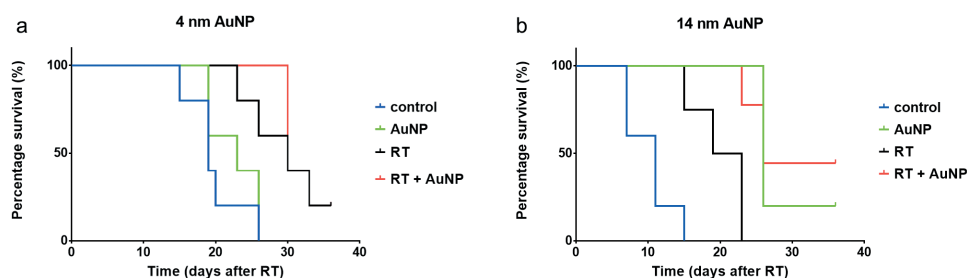 a
4 nm AuNP
Percentage survival (%)
100
50
0
0 10 20 30 40
Time (days after RT)
control
AuNP
RT
RT + AuNP
b
14 nm AuNP
Percentage survival (%)
100
50
0
0 10 20 30 40
Time (days after RT)
control
AuNP
RT
RT + AuNP